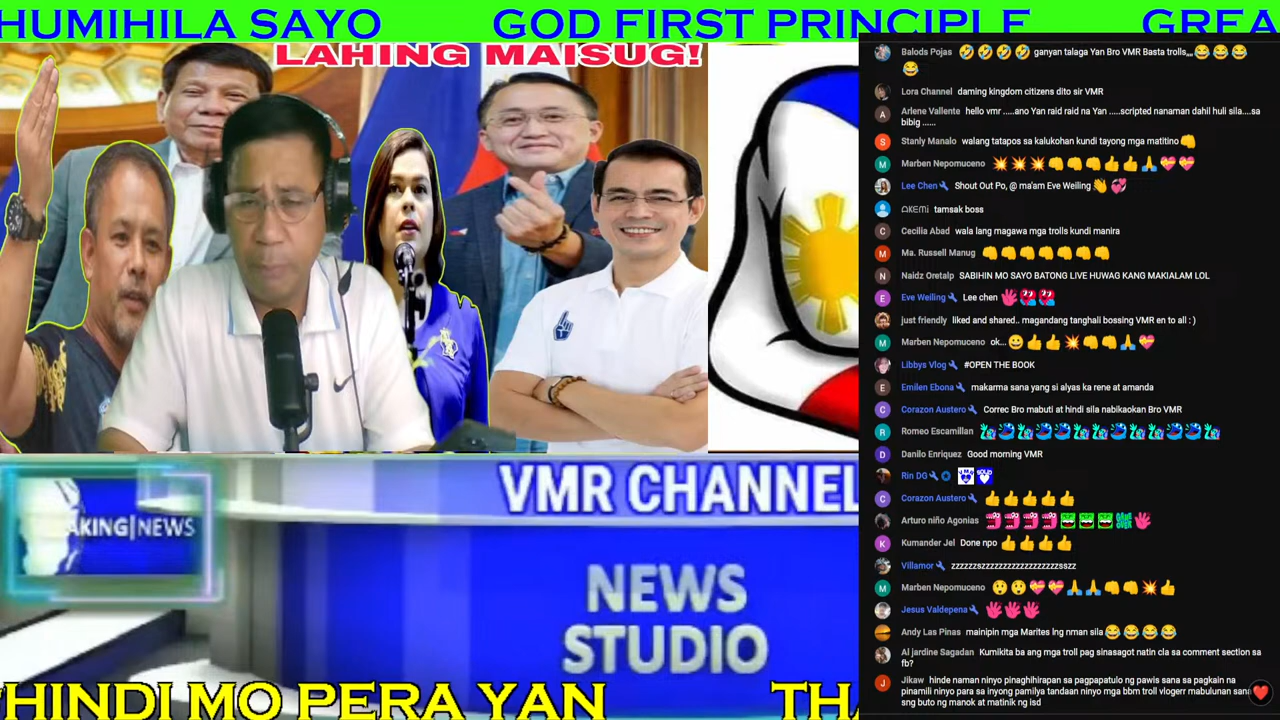 HUMIHILA SAYO GOD FIRST PRINCIPLE GREA
LAHING MAISUG!
AKING|NEWS
VMR CHANNEL
NEWS
STUDIO
HINDI MO PERA YAN THA
Balods Pojas 🤣🤣🤣🤣 ganyan talaga Yan Bro VMR Basta trolls,,,😂😂😂
😂
Lora Channel daming kingdom citizens dito sir VMR
Arlene Vallente hello vmr .....ano Yan raid raid na Yan .....scripted nanaman dahil huli sila....sa
bibig ......
Stanly Manalo walang tatapos sa kalukohan kundi tayong mga matitino👊
Marben Nepomuceno 💥💥💥👊👊👊👍👍🙏💝💝
Lee Chen Shout Out Po, @ ma'am Eve Weiling 👋💞
ᗩKEᗰi tamsak boss
Cecilia Abad wala lang magawa mga trolls kundi manira
Ma. Russell Manug 👊👊👊👊👊👊👊
Naidz Oretalp SABIHIN MO SAYO BATONG LIVE HUWAG KANG MAKIALAM LOL
Eve Weiling Lee chen
just friendly liked and shared.. magandang tanghali bossing VMR en to all : )
Marben Nepomuceno ok...😀👍👍💥👊👊👍🙏💝
Libbys Vlog #OPEN THE BOOK
Emilen Ebona makarma sana yang si alyas ka rene at amanda
Corazon Austero Correc Bro mabuti at hindi sila nabikaokan Bro VMR
Romeo Escamillan
Danilo Enriquez Good morning VMR
Rin DG
Corazon Austero 👍👍👍👍👍
Arturo niño Agonias
Kumander Jel Done npo 👍👍👍👍
Villamor zzzzzzszzzzzzzzzzzzzzzzzzzsszz
Marben Nepomuceno 😲😲💝💝🙏🙏👊👊💥👍
Jesus Valdepena
Andy Las Pinas mainipin mga Marites lng nman sila😂😂😂😂
Al jardine Sagadan Kumikita ba ang mga troll pag sinasagot natin cla sa comment section sa
fb?
Jikaw hinde naman ninyo pinaghihirapan sa pagpapatulo ng pawis sana sa pagkain na
pinamili ninyo para sa inyong pamilya tandaan ninyo mga bbm troll vlogerr mabulunan sana
sng buto ng manok at matinik ng isd